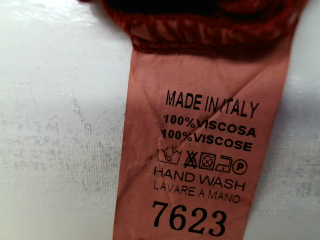 MADE IN ITALY
100%VISCOSA
100%VISCOSE
HAND WASH
LAVARE A MANO
7623